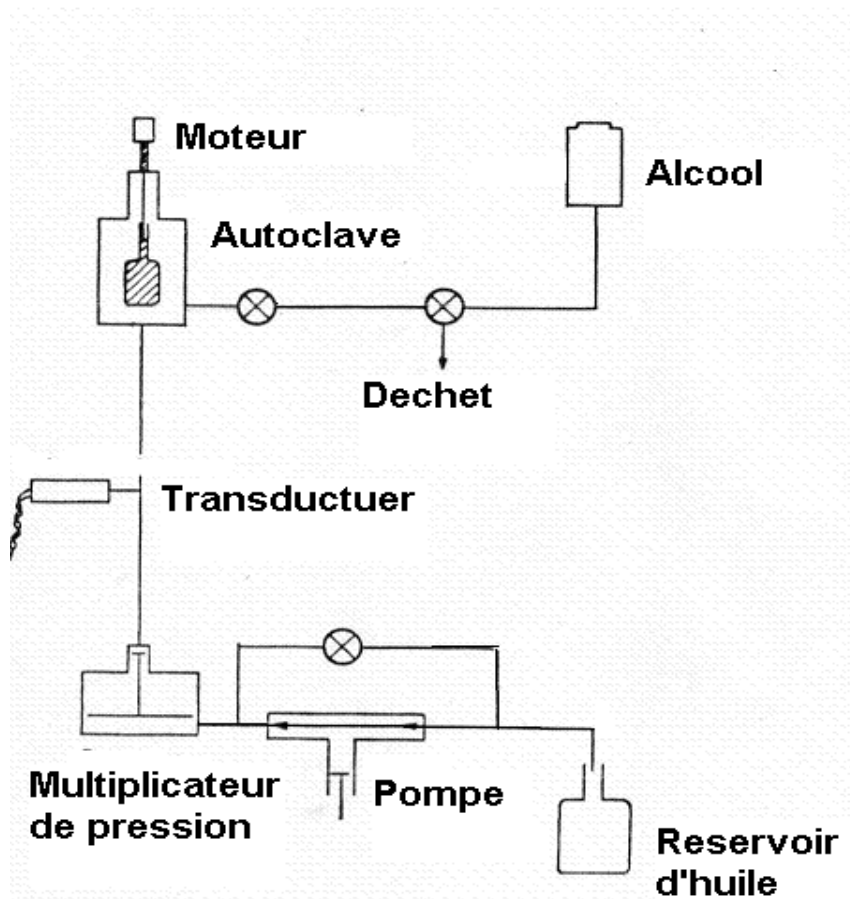 Moteur
Alcool
Autoclave
Dechet
Transductuer
Multiplicateur
de pression
Pompe
Reservoir
d'huile